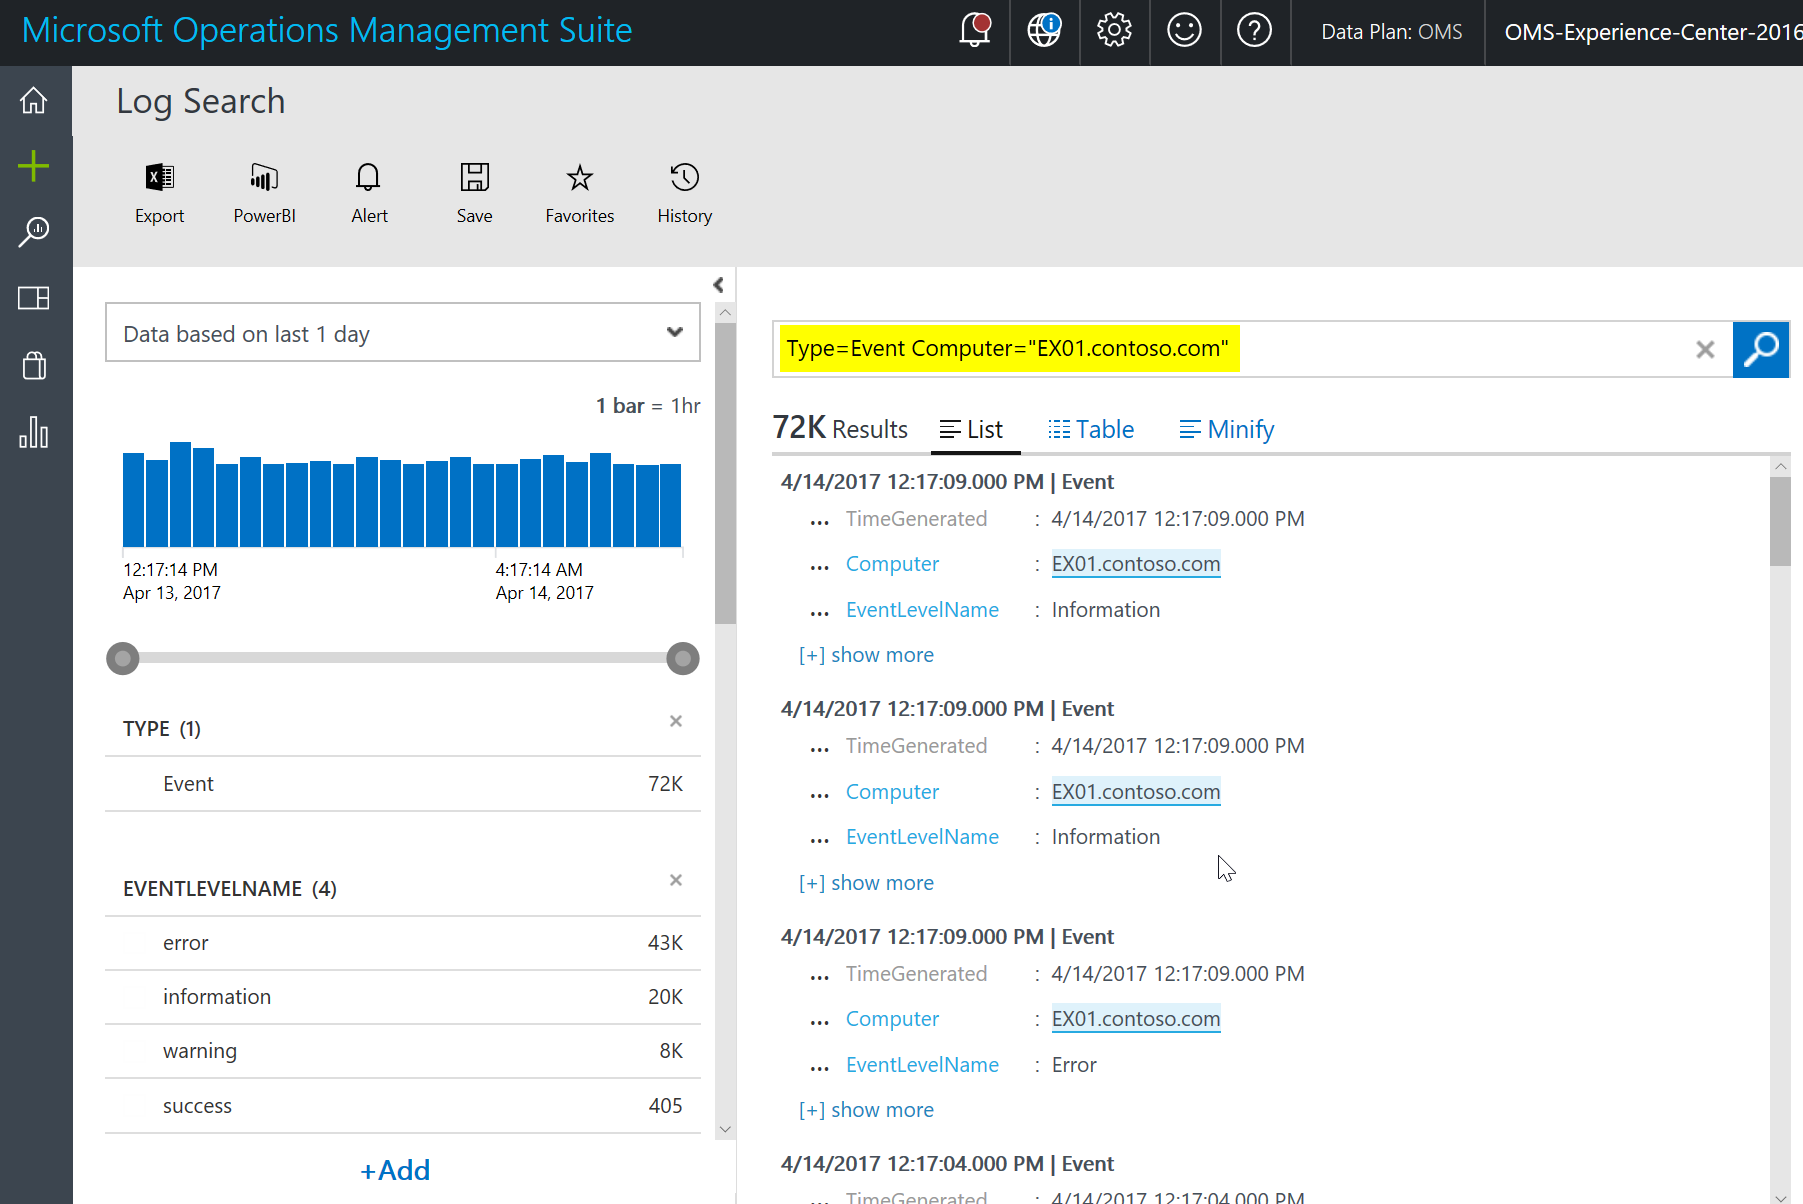 Microsoft Operations Management Suite
Data Plan: OMS
OMS-Experience-Center-2016
Log Search
Export
PowerBI
Alert
Save
Favorites
History
Data based on last 1 day
1 bar = 1hr
12:17:14 PM
Apr 13, 2017
4:17:14 AM
Apr 14, 2017
TYPE (1)
Event 72K
EVENTLEVELNAME (4)
error 43K
information 20K
warning 8K
success 405
+Add
Type=Event Computer="EX01.contoso.com"
72K Results List Table Minify
4/14/2017 12:17:09.000 PM | Event
... TimeGenerated : 4/14/2017 12:17:09.000 PM
... Computer : EX01.contoso.com
... EventLevelName : Information
[+] show more
4/14/2017 12:17:09.000 PM | Event
... TimeGenerated : 4/14/2017 12:17:09.000 PM
... Computer : EX01.contoso.com
... EventLevelName : Information
[+] show more
4/14/2017 12:17:09.000 PM | Event
... TimeGenerated : 4/14/2017 12:17:09.000 PM
... Computer : EX01.contoso.com
... EventLevelName : Error
[+] show more
4/14/2017 12:17:04.000 PM | Event
... TimeGenerated : 4/14/2017 12:17:04.000 PM